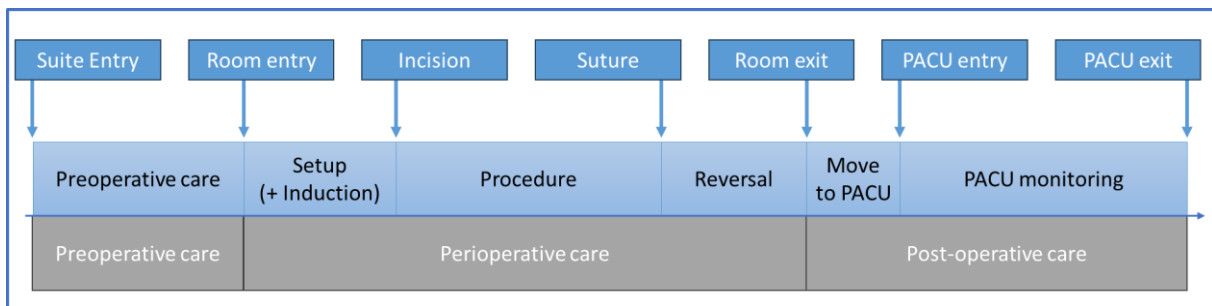 Suite Entry
Room entry
Incision
Suture
Room exit
PACU entry
PACU exit
Preoperative care
Setup
(+ Induction)
Procedure
Reversal
Move
to PACU
PACU monitoring
Preoperative care
Perioperative care
Post-operative care